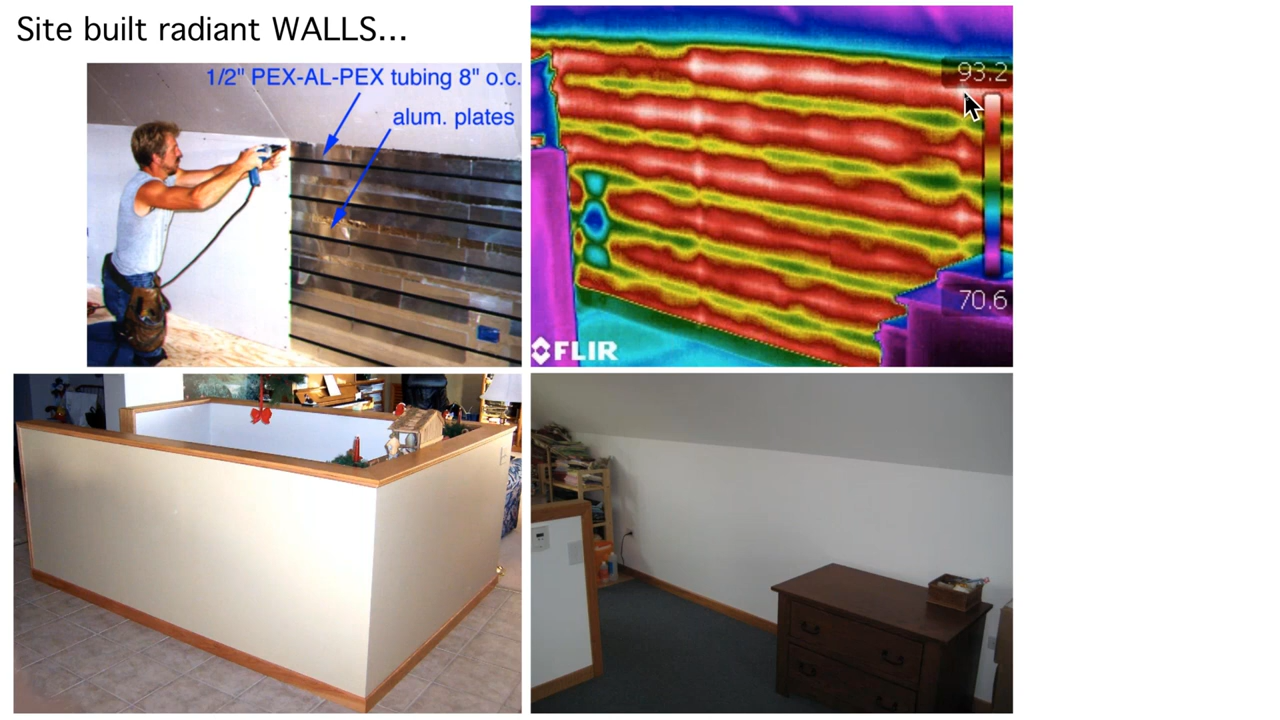 Site built radiant WALLS...
1/2" PEX-AL-PEX tubing 8" o.c.
alum. plates
93.2
70.6
FLIR